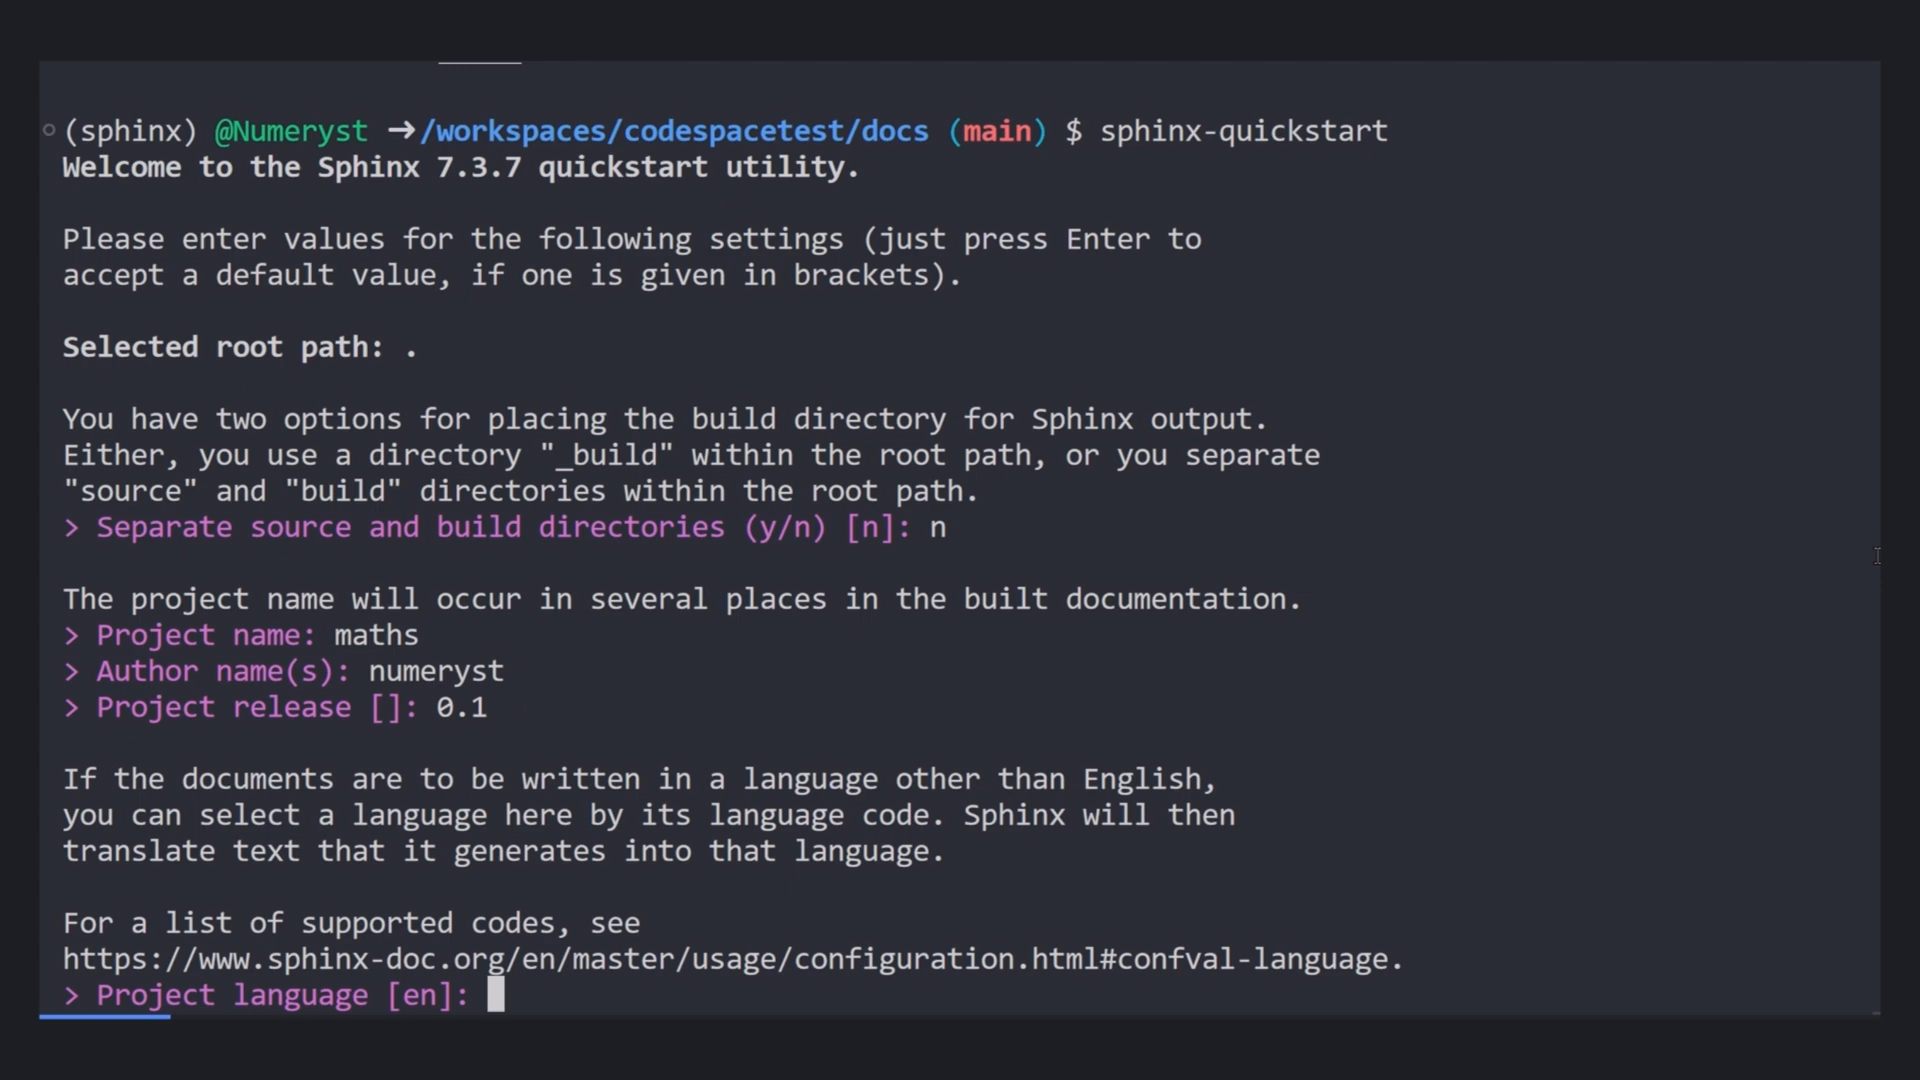 (sphinx) @Numeryst ➜ /workspaces/codespacetest/docs (main) $ sphinx-quickstart
Welcome to the Sphinx 7.3.7 quickstart utility.
Please enter values for the following settings (just press Enter to
accept a default value, if one is given in brackets).
Selected root path: .
You have two options for placing the build directory for Sphinx output.
Either, you use a directory "_build" within the root path, or you separate
"source" and "build" directories within the root path.
> Separate source and build directories (y/n) [n]: n
The project name will occur in several places in the built documentation.
> Project name: maths
> Author name(s): numeryst
> Project release []: 0.1
If the documents are to be written in a language other than English,
you can select a language here by its language code. Sphinx will then
translate text that it generates into that language.
For a list of supported codes, see
https://www.sphinx-doc.org/en/master/usage/configuration.html#confval-language.
> Project language [en]: